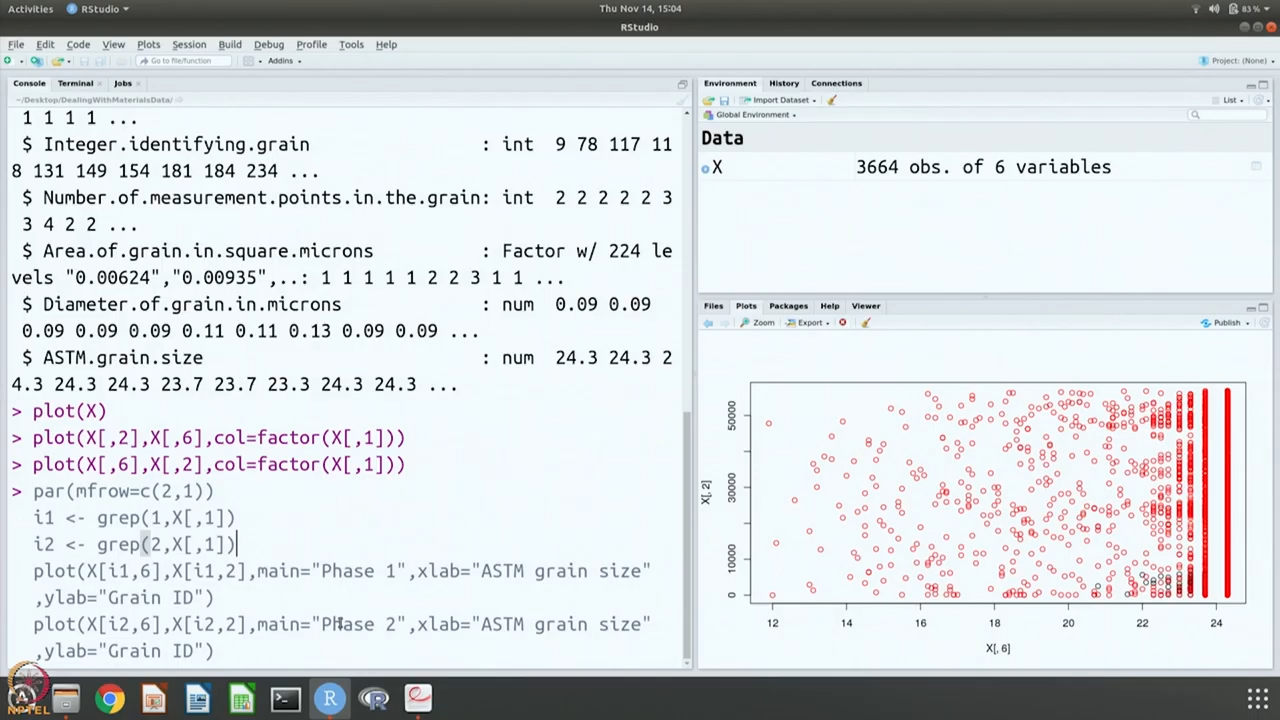 Activities RStudio Thu Nov 14, 15:04 83 %
RStudio
File Edit Code View Plots Session Build Debug Profile Tools Help
Go to file/function Addins Project: (None)
Console Terminal Jobs
~/Desktop/DealingWithMaterialsData/
1 1 1 1 ...
$ Integer.identifying.grain : int 9 78 117 11
8 131 149 154 181 184 234 ...
$ Number.of.measurement.points.in.the.grain: int 2 2 2 2 2 3
3 4 2 2 ...
$ Area.of.grain.in.square.microns : Factor w/ 224 le
vels "0.00624","0.00935",..: 1 1 1 1 1 2 2 3 1 1 ...
$ Diameter.of.grain.in.microns : num 0.09 0.09
0.09 0.09 0.09 0.11 0.11 0.13 0.09 0.09 ...
$ ASTM.grain.size : num 24.3 24.3 2
4.3 24.3 24.3 23.7 23.7 23.3 24.3 24.3 ...
> plot(X)
> plot(X[,2],X[,6],col=factor(X[,1]))
> plot(X[,6],X[,2],col=factor(X[,1]))
> par(mfrow=c(2,1))
i1 <- grep(1,X[,1])
i2 <- grep(2,X[,1])
plot(X[i1,6],X[i1,2],main="Phase 1",xlab="ASTM grain size"
,ylab="Grain ID")
plot(X[i2,6],X[i2,2],main="Phase 2",xlab="ASTM grain size"
,ylab="Grain ID")
Environment History Connections
Import Dataset List
Global Environment
Data
X 3664 obs. of 6 variables
Files Plots Packages Help Viewer
Zoom Export Publish
X[, 2]
50000
30000
10000
0
12 14 16 18 20 22 24
X[, 6]
NPTEL